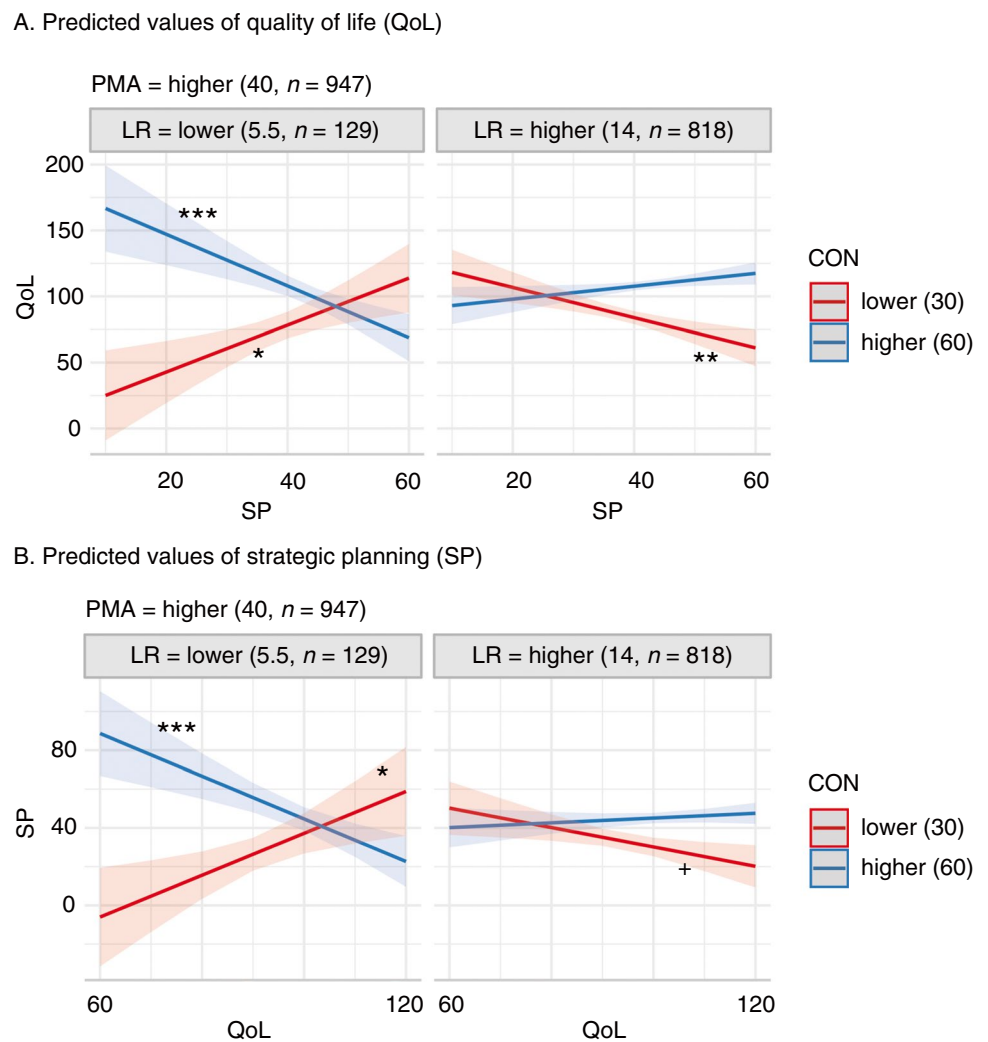 A. Predicted values of quality of life (QoL)
PMA = higher (40, n = 947)
LR = lower (5.5, n = 129)
LR = higher (14, n = 818)
200
150
100
50
0
QoL
***
*
**
20
40
60
20
40
60
SP
SP
CON
lower (30)
higher (60)
B. Predicted values of strategic planning (SP)
PMA = higher (40, n = 947)
LR = lower (5.5, n = 129)
LR = higher (14, n = 818)
80
40
0
SP
***
*
+
60
120
60
120
QoL
QoL
CON
lower (30)
higher (60)